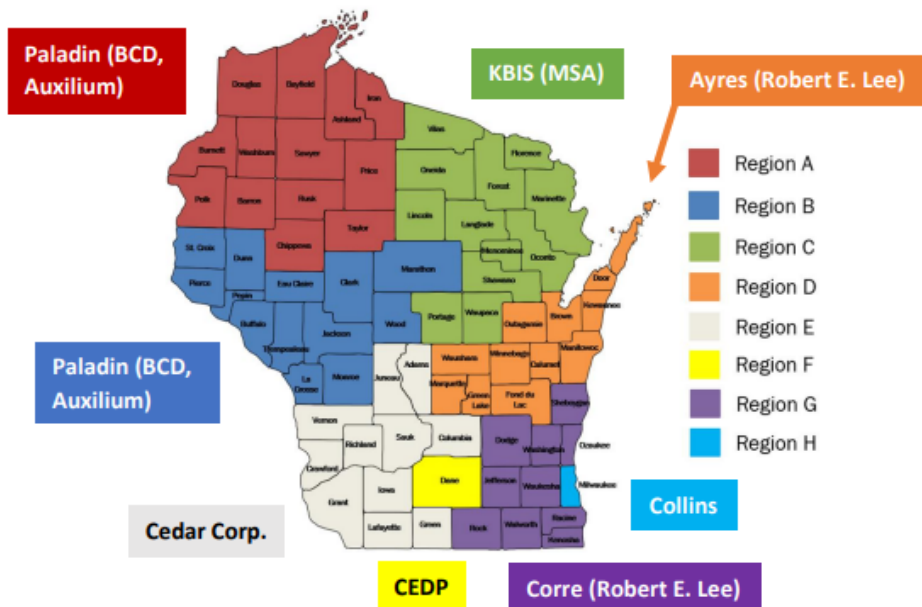 Paladin (BCD,
Auxilium)
KBIS (MSA)
Ayres (Robert E. Lee)
Douglas
Bayfield
Ashland
Iron
Vilas
Florence
Burnett
Washburn
Sawyer
Price
Oneida
Forest
Marinette
Polk
Barron
Rusk
Lincoln
Langlade
Taylor
Chippewa
Menominee
Oconto
St. Croix
Dunn
Marathon
Shawano
Door
Pierce
Pepin
Eau Claire
Clark
Kewaunee
Buffalo
Wood
Portage
Waupaca
Outagamie
Brown
Trempealeau
Jackson
Manitowoc
Waushara
Winnebago
Calumet
La
Crosse
Monroe
Juneau
Adams
Marquette
Green
Lake
Fond du
Lac
Sheboygan
Vernon
Sauk
Columbia
Dodge
Washington
Ozaukee
Richland
Crawford
Dane
Jefferson
Waukesha
Milwaukee
Grant
Iowa
Lafayette
Green
Rock
Walworth
Racine
Kenosha
Region A
Region B
Region C
Region D
Region E
Region F
Region G
Region H
Paladin (BCD,
Auxilium)
Collins
Cedar Corp.
CEDP
Corre (Robert E. Lee)